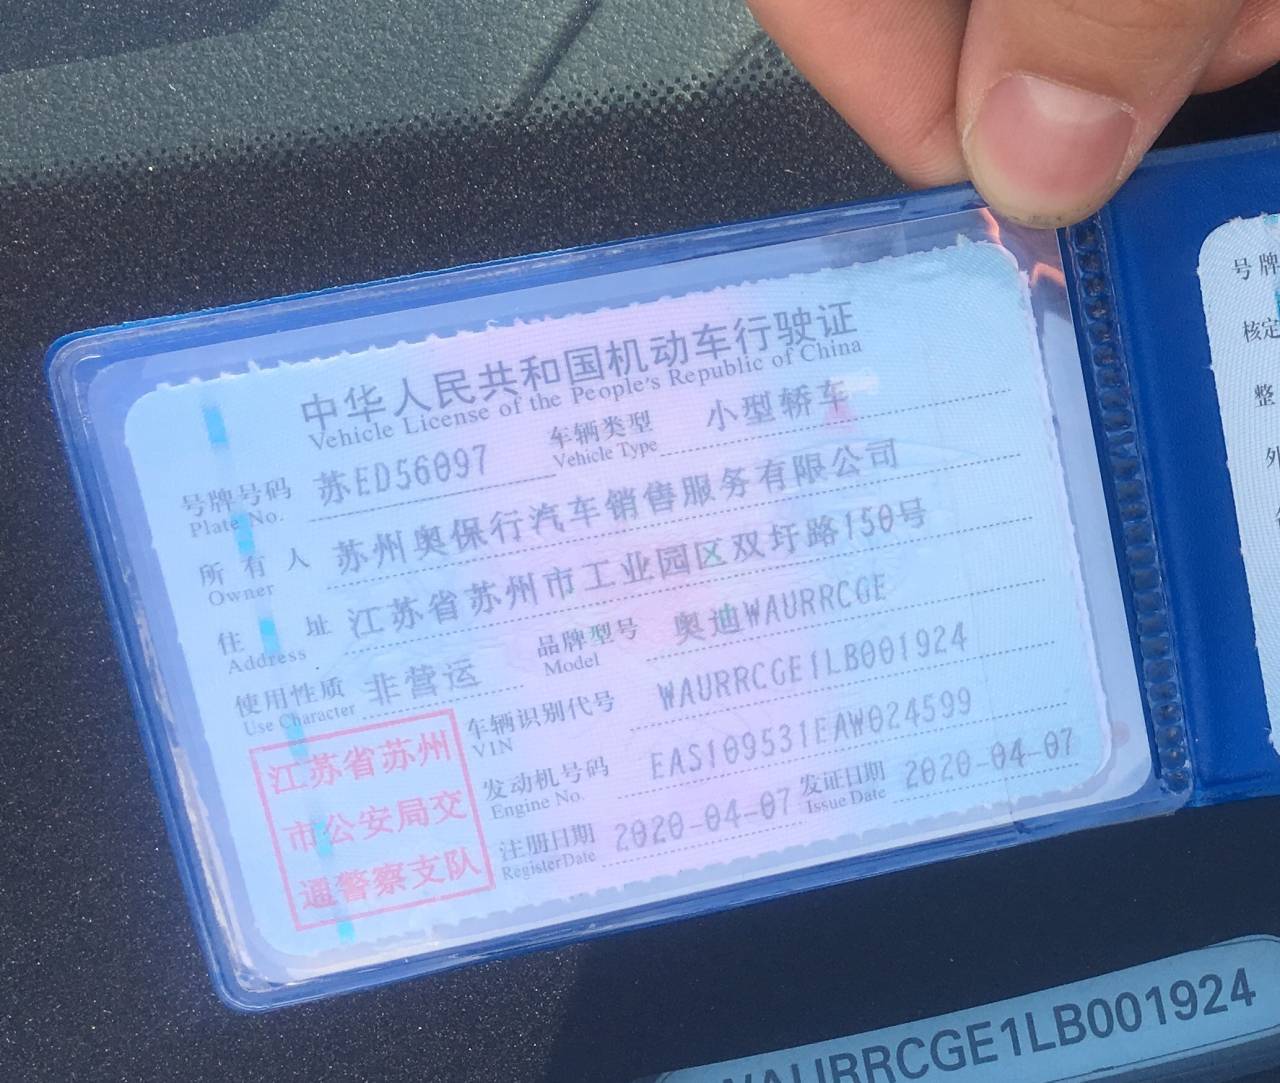 中华人民共和国机动车行驶证
Vehicle License of the People's Republic of China
号牌号码 苏ED56097 车辆类型 小型轿车
Plate No. Vehicle Type
所有人 苏州奥保行汽车销售服务有限公司
Owner
住址 江苏省苏州市工业园区双圩路150号
Address
使用性质 非营运 品牌型号 奥迪WAURRCGE
Use Character Model
车辆识别代号 WAURRCGE1LB001924
VIN
发动机号码 EAS109531EAW024599
Engine No.
注册日期 2020-04-07 发证日期 2020-04-07
RegisterDate Issue Date
江苏省苏州
市公安局交
通警察支队
号牌
核定
整
外
WAURRCGE1LB001924